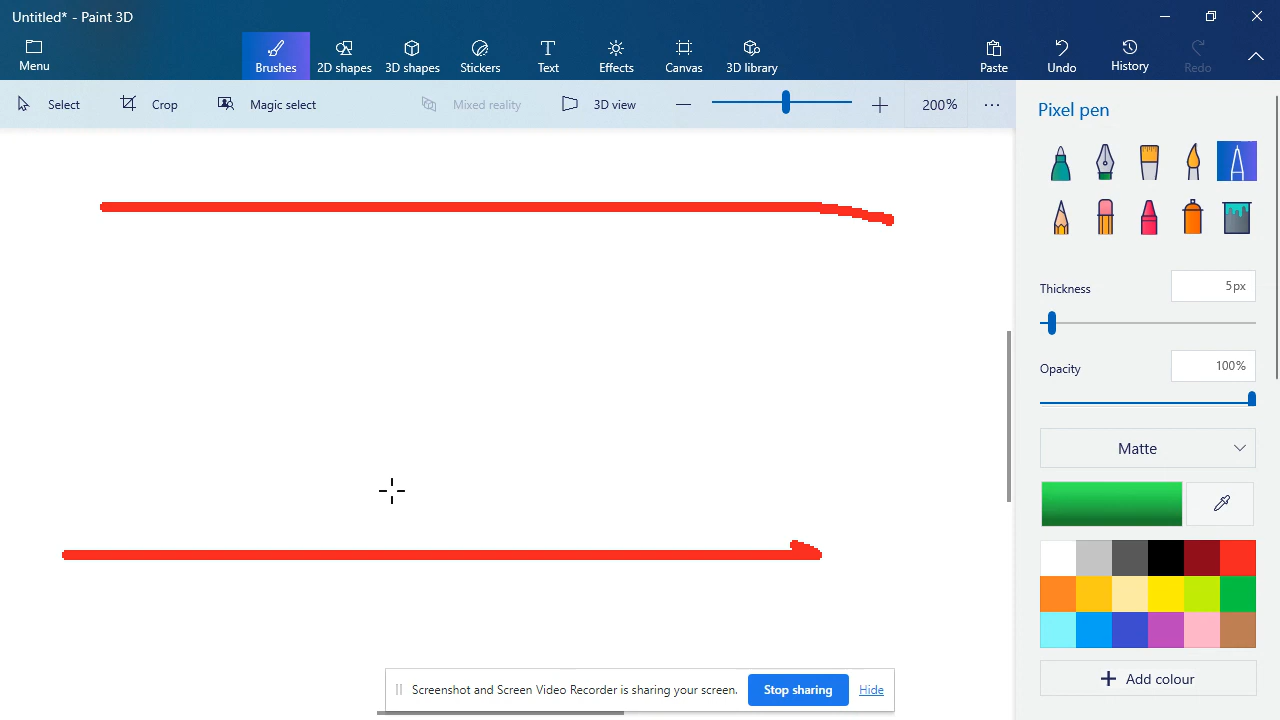 Untitled* - Paint 3D
Menu
Brushes 2D shapes 3D shapes Stickers Text Effects Canvas 3D library Paste Undo History Redo
Select Crop Magic select Mixed reality 3D view 200%
Pixel pen
Thickness 5px
Opacity 100%
Matte
Add colour
Screenshot and Screen Video Recorder is sharing your screen. Stop sharing Hide